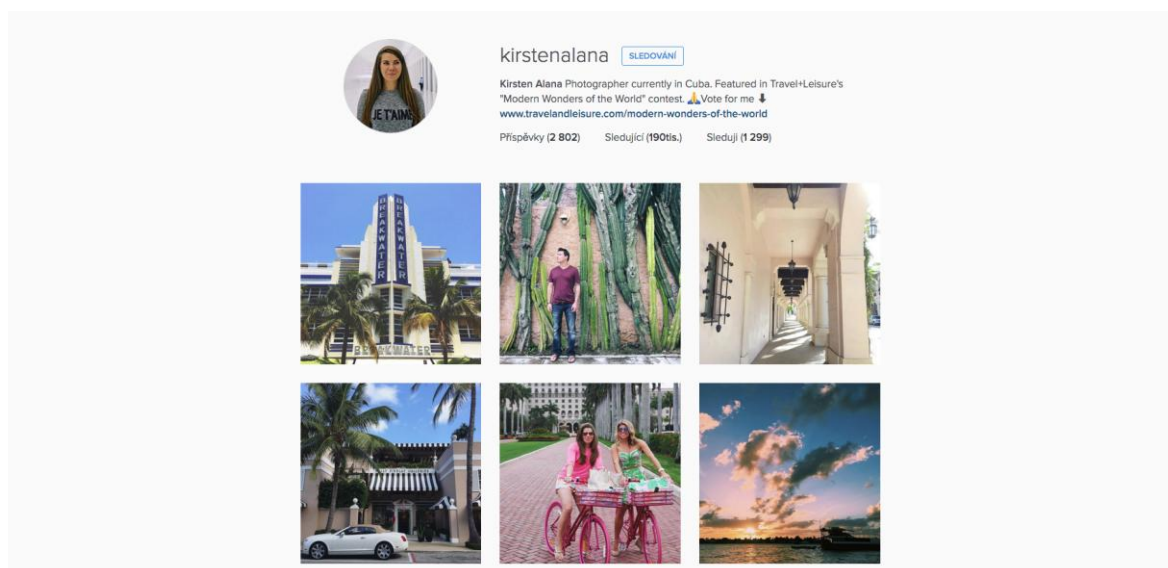 kirstenalana SLEDOVÁNÍ
Kirsten Alana Photographer currently in Cuba. Featured in Travel+Leisure's
"Modern Wonders of the World" contest. 🙏Vote for me ⬇
www.travelandleisure.com/modern-wonders-of-the-world
Příspěvky (2 802) Sledující (190tis.) Sleduji (1 299)
JE T'AIME
BREAKWATER
BREAKWATER
BREAKWATER